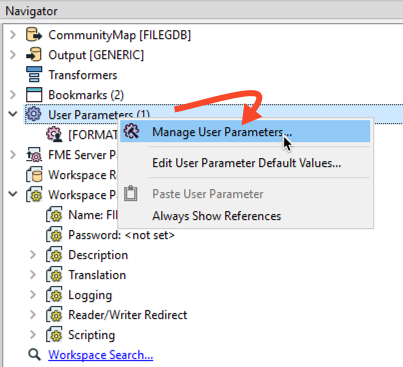 Navigator
CommunityMap [FILEGDB]
Output [GENERIC]
Transformers
Bookmarks (2)
User Parameters (1)
Manage User Parameters...
[FORMAT
FME Server P
Edit User Parameter Default Values...
Workspace R
Workspace P
Paste User Parameter
Name: FI
Always Show References
Password: <not set>
Description
Translation
Logging
Reader/Writer Redirect
Scripting
Workspace Search...